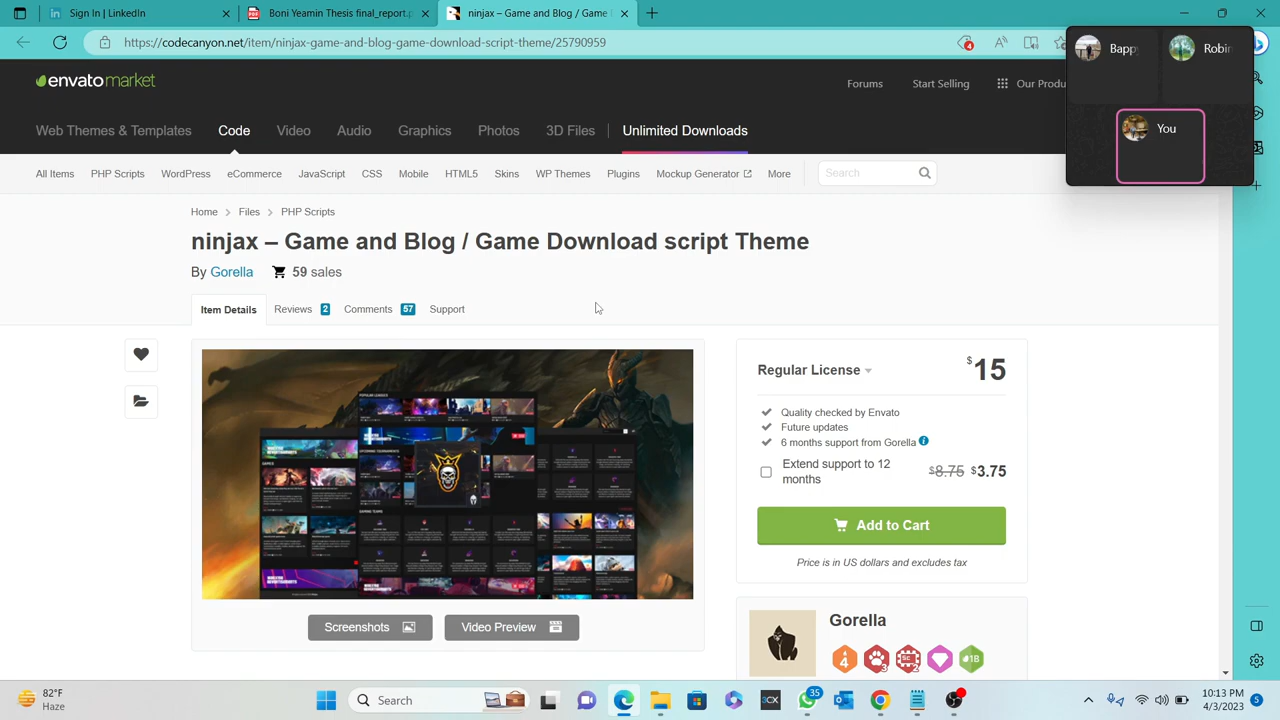 Sign In | LinkedIn
Boni Yeamin Thesis final_report.p
ninjax – Game and Blog / Game
https://codecanyon.net/item/ninjax-game-and-blog-game-download-script-theme/25790959
4
Bapp
Robin
You
envatomarket
Forums
Start Selling
Our Produ
Web Themes & Templates
Code
Video
Audio
Graphics
Photos
3D Files
Unlimited Downloads
All Items
PHP Scripts
WordPress
eCommerce
JavaScript
CSS
Mobile
HTML5
Skins
WP Themes
Plugins
Mockup Generator
More
Search
Home
Files
PHP Scripts
ninjax – Game and Blog / Game Download script Theme
By Gorella
59 sales
Item Details
Reviews 2
Comments 57
Support
Regular License
$15
Quality checked by Envato
Future updates
6 months support from Gorella
Extend support to 12
months
$8.75 $3.75
Add to Cart
Price is in US dollars and excludes tax
Screenshots
Video Preview
Gorella
4
3
2
1B
82°F
Haze
Search
35
10:13 PM
4/3/2023
5